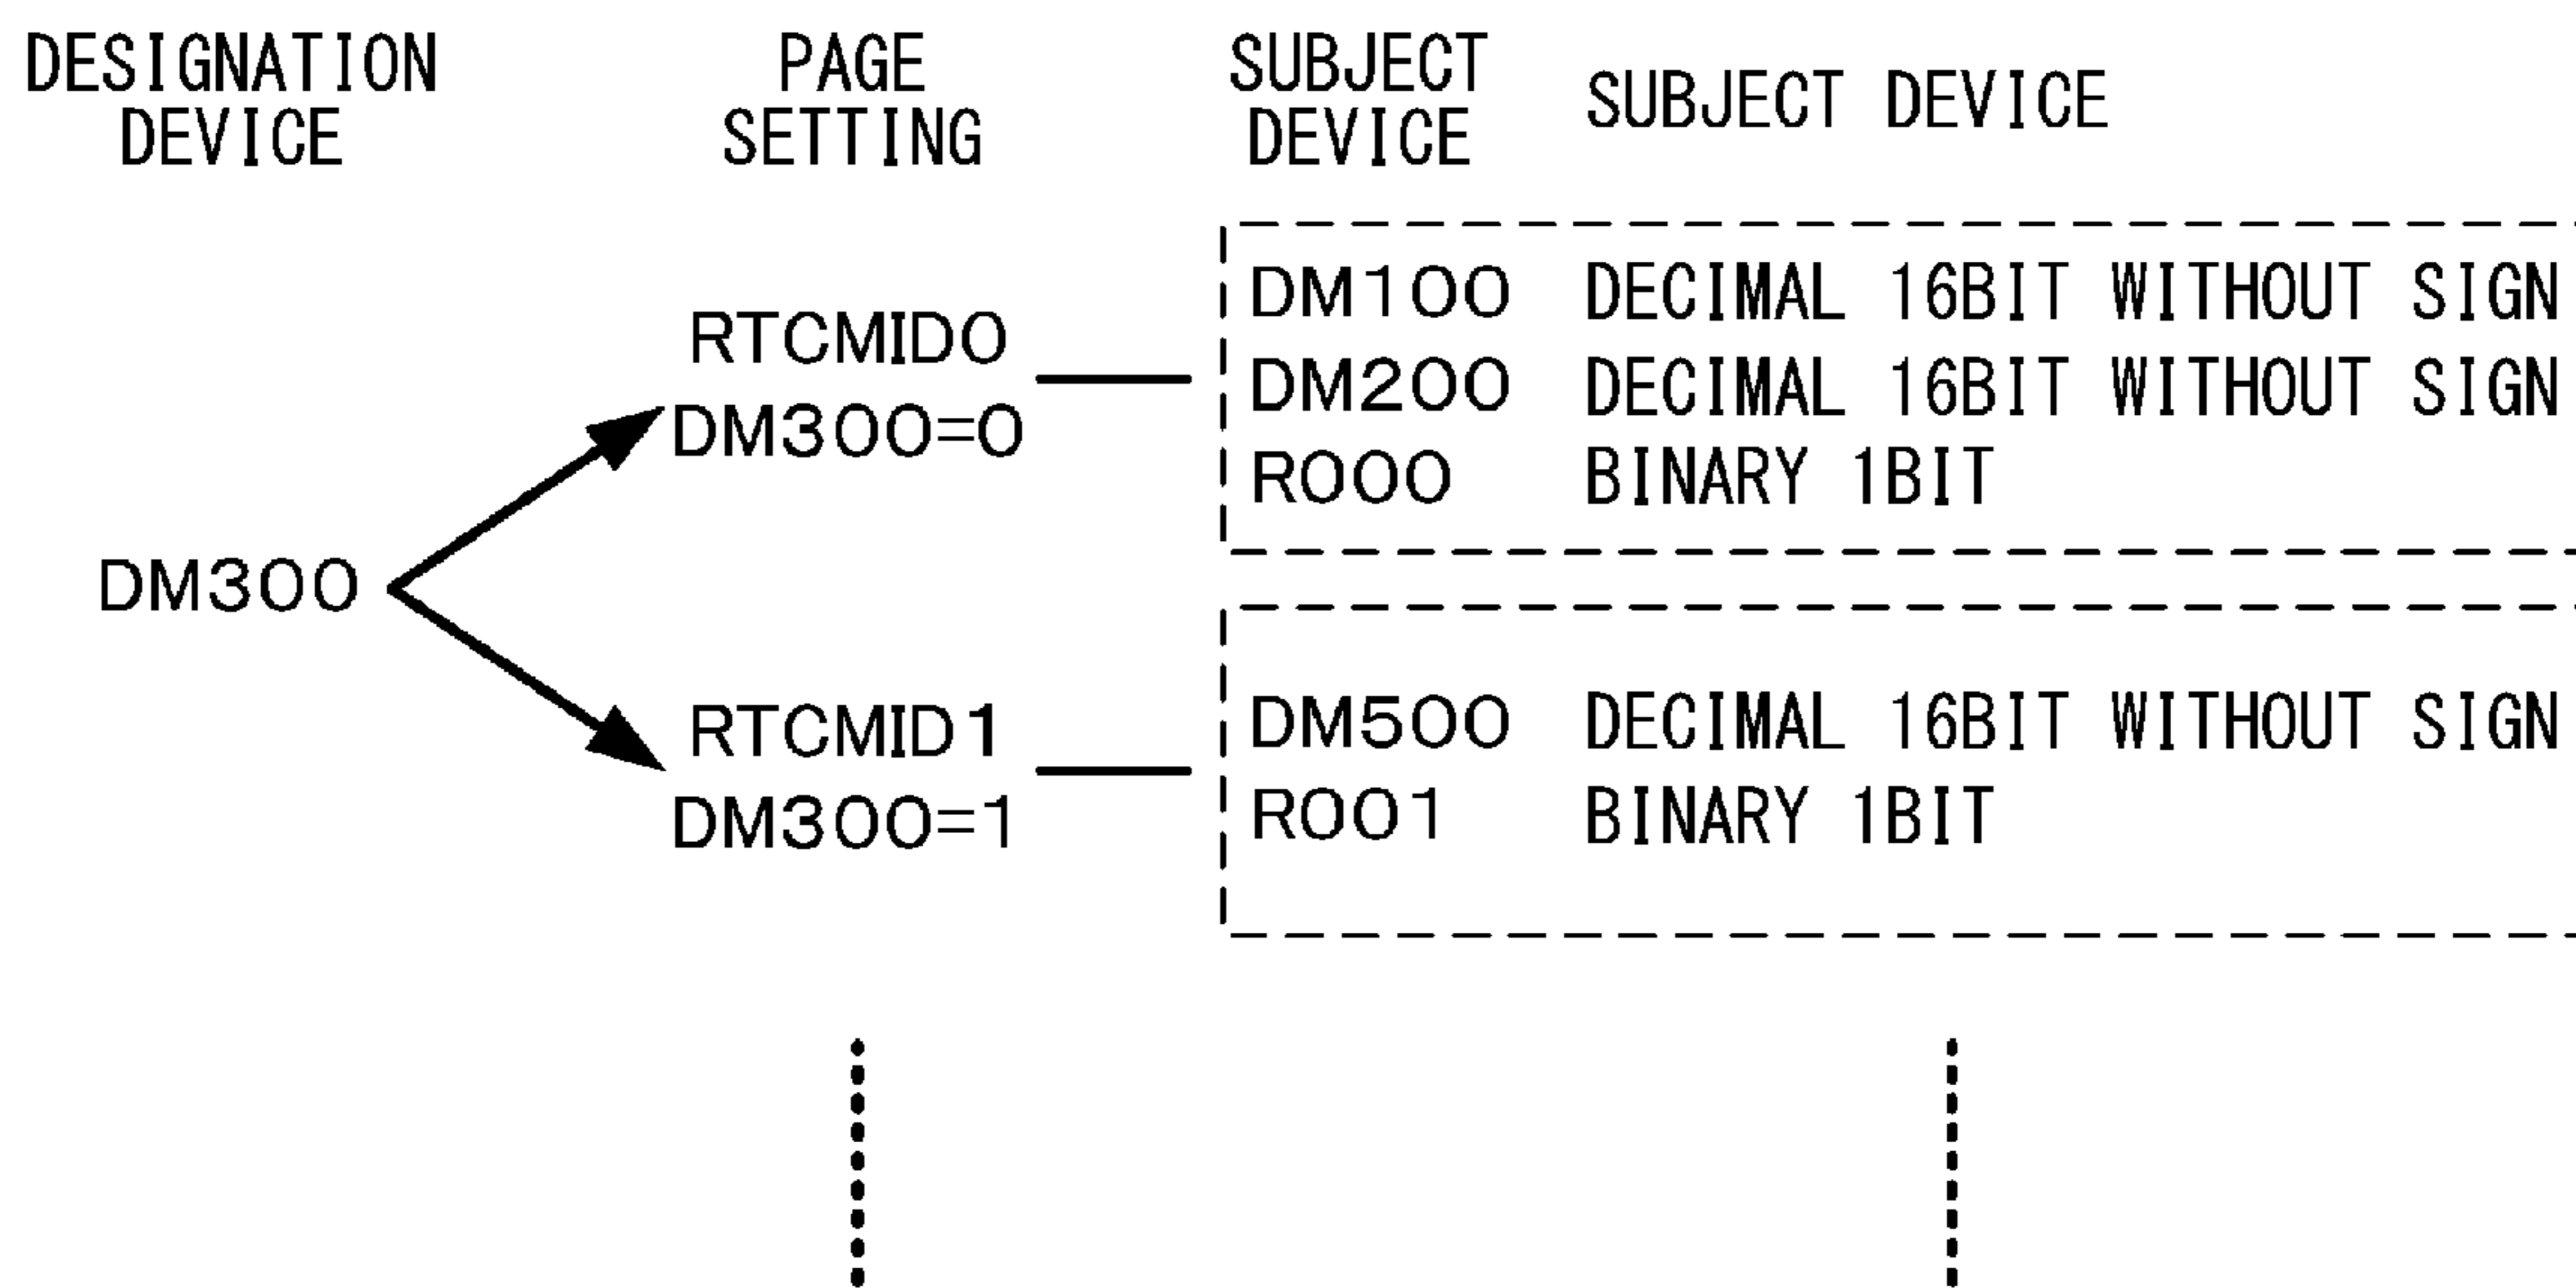 DESIGNATION
DEVICE
PAGE
SETTING
SUBJECT
DEVICE
SUBJECT DEVICE
DM300
RTCMID0
DM300=0
DM100 DECIMAL 16BIT WITHOUT SIGN
DM200 DECIMAL 16BIT WITHOUT SIGN
R000 BINARY 1BIT
RTCMID1
DM300=1
DM500 DECIMAL 16BIT WITHOUT SIGN
R001 BINARY 1BIT